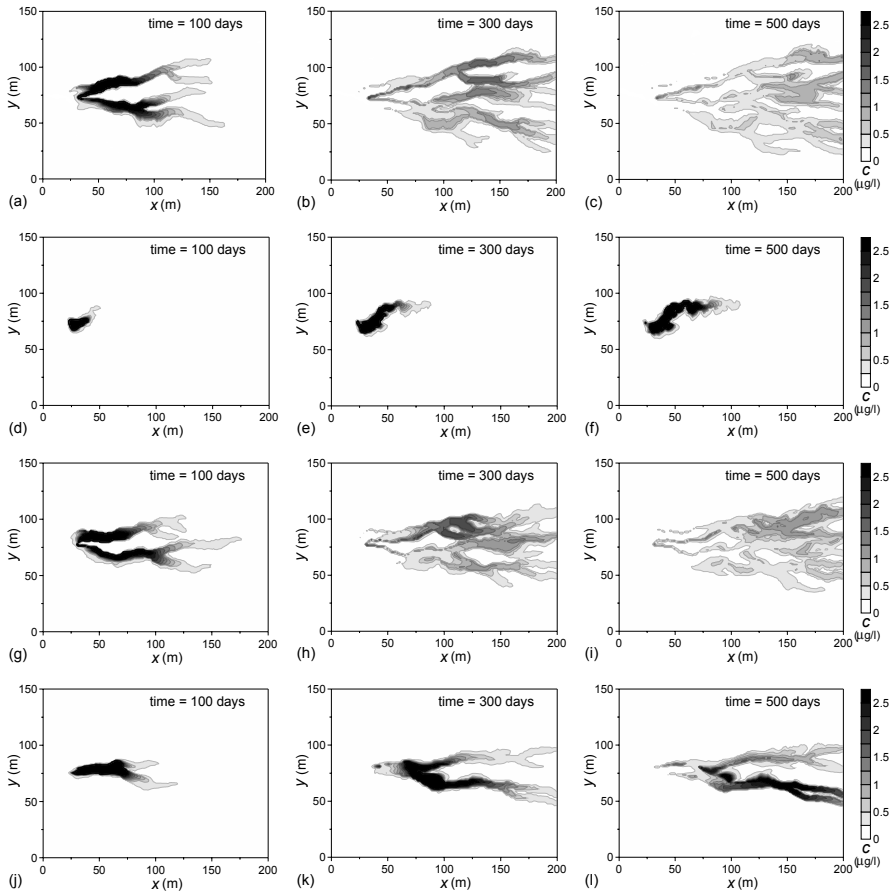 150
100
50
0
y (m)
time = 100 days
0 50 100 150 200
(a)
x (m)
150
100
50
0
y (m)
time = 300 days
0 50 100 150 200
(b)
x (m)
150
100
50
0
y (m)
time = 500 days
0 50 100 150 200
(c)
x (m)
2.5
2
1.5
1
0.5
0
C
(µg/l)
150
100
50
0
y (m)
time = 100 days
0 50 100 150 200
(d)
x (m)
150
100
50
0
y (m)
time = 300 days
0 50 100 150 200
(e)
x (m)
150
100
50
0
y (m)
time = 500 days
0 50 100 150 200
(f)
x (m)
2.5
2
1.5
1
0.5
0
C
(µg/l)
150
100
50
0
y (m)
time = 100 days
0 50 100 150 200
(g)
x (m)
150
100
50
0
y (m)
time = 300 days
0 50 100 150 200
(h)
x (m)
150
100
50
0
y (m)
time = 500 days
0 50 100 150 200
(i)
x (m)
2.5
2
1.5
1
0.5
0
C
(µg/l)
150
100
50
0
y (m)
time = 100 days
0 50 100 150 200
(j)
x (m)
150
100
50
0
y (m)
time = 300 days
0 50 100 150 200
(k)
x (m)
150
100
50
0
y (m)
time = 500 days
0 50 100 150 200
(l)
x (m)
2.5
2
1.5
1
0.5
0
C
(µg/l)